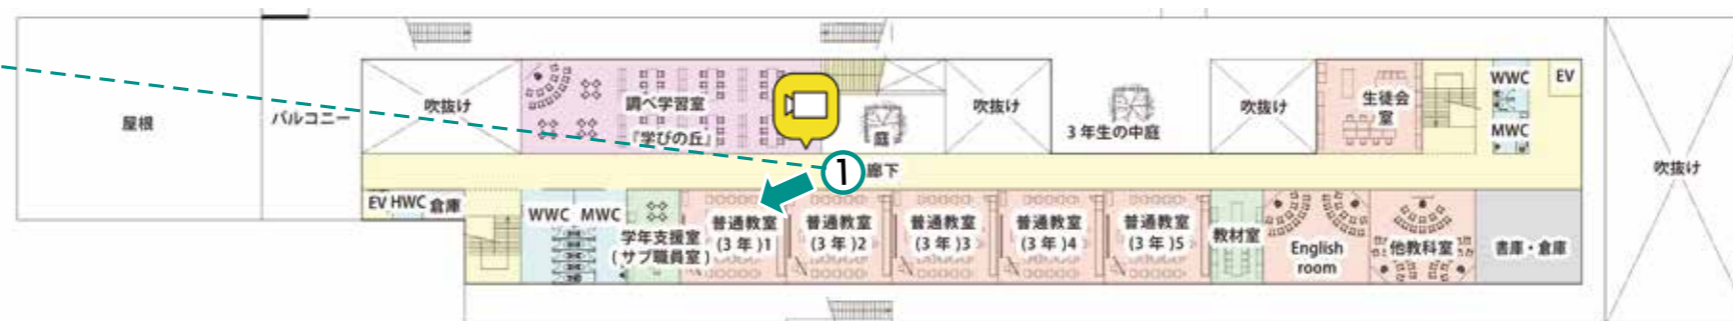 屋根
バルコニー
吹抜け
調べ学習室
『学びの丘』
庭
吹抜け
3年生の中庭
吹抜け
生徒会
室
WWC
EV
MWC
吹抜け
①
廊下
EV HWC 倉庫
WWC MWC
学年支援室
(サブ職員室)
普通教室
(3年)1
普通教室
(3年)2
普通教室
(3年)3
普通教室
(3年)4
普通教室
(3年)5
教材室
English
room
他教科室
書庫・倉庫